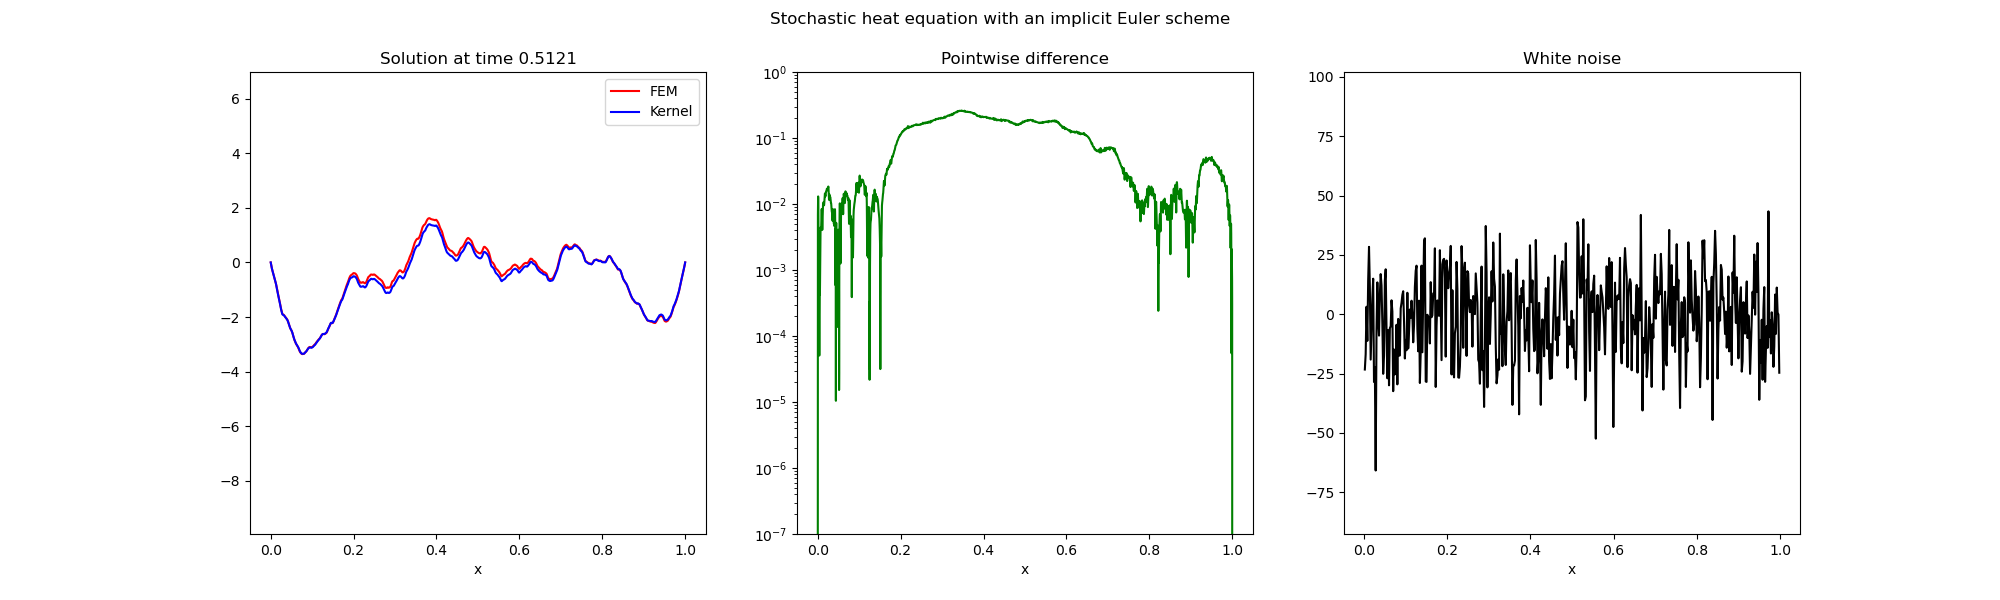 Stochastic heat equation with an implicit Euler scheme
Solution at time 0.5121
6
4
2
0
−2
−4
−6
−8
0.0 0.2 0.4 0.6 0.8 1.0
x
FEM
Kernel
Pointwise difference
10^0
10^−1
10^−2
10^−3
10^−4
10^−5
10^−6
10^−7
0.0 0.2 0.4 0.6 0.8 1.0
x
White noise
100
75
50
25
0
−25
−50
−75
0.0 0.2 0.4 0.6 0.8 1.0
x